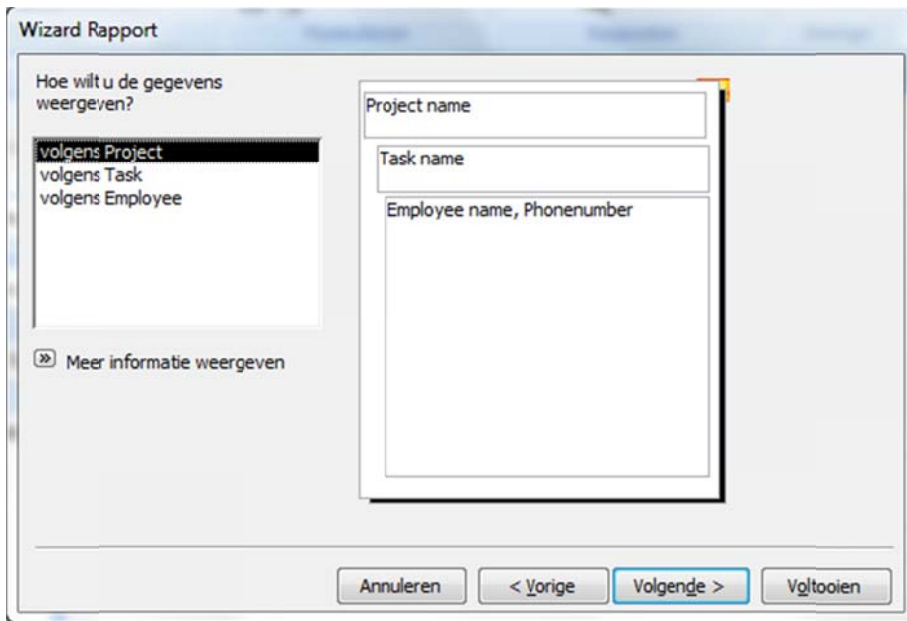 Wizard Rapport
Hoe wilt u de gegevens
weergeven?
volgens Project
volgens Task
volgens Employee
Meer informatie weergeven
Project name
Task name
Employee name, Phonenumber
Annuleren
< Vorige
Volgende >
Voltooien